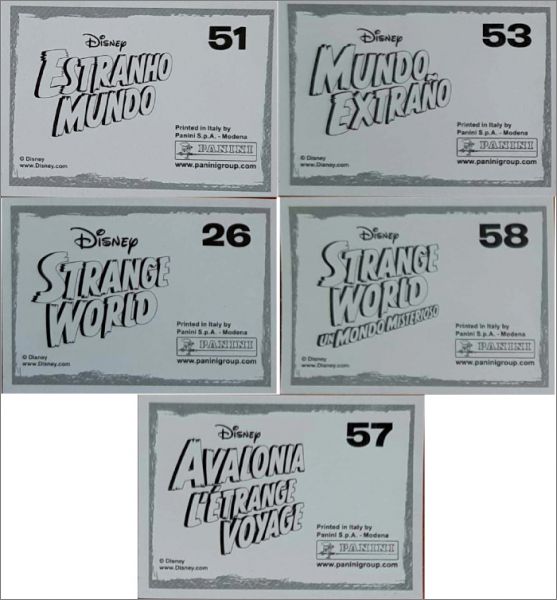 Disney
51
ESTRANHO
MUNDO
Printed in Italy by
Panini S.p.A. - Modena
PANINI
www.paninigroup.com
© Disney
www.Disney.com
Disney
53
MUNDO
EXTRAÑO
Printed in Italy by
Panini S.p.A. - Modena
PANINI
www.paninigroup.com
© Disney
www.Disney.com
Disney
26
STRANGE
WORLD
Printed in Italy by
Panini S.p.A. - Modena
PANINI
www.paninigroup.com
© Disney
www.Disney.com
Disney
58
STRANGE
WORLD
UN MONDO MISTERIOSO
Printed in Italy by
Panini S.p.A. - Modena
PANINI
www.paninigroup.com
© Disney
www.Disney.com
Disney
57
AVALONIA
L'ÉTRANGE
VOYAGE
Printed in Italy by
Panini S.p.A. - Modena
PANINI
www.paninigroup.com
© Disney
www.Disney.com